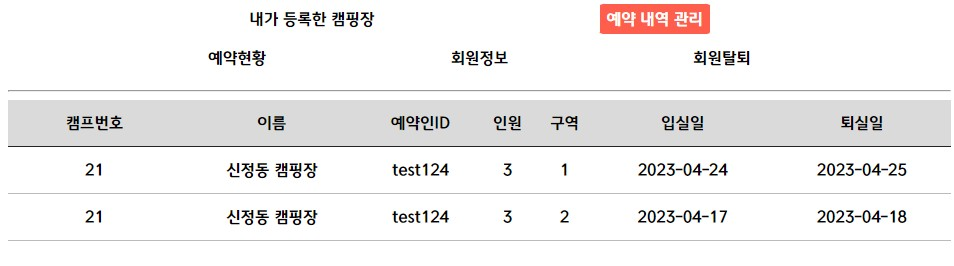 내가 등록한 캠핑장 예약 내역 관리
예약현황 회원정보 회원탈퇴
캠프번호 이름 예약인ID 인원 구역 입실일 퇴실일
21 신정동 캠핑장 test124 3 1 2023-04-24 2023-04-25
21 신정동 캠핑장 test124 3 2 2023-04-17 2023-04-18